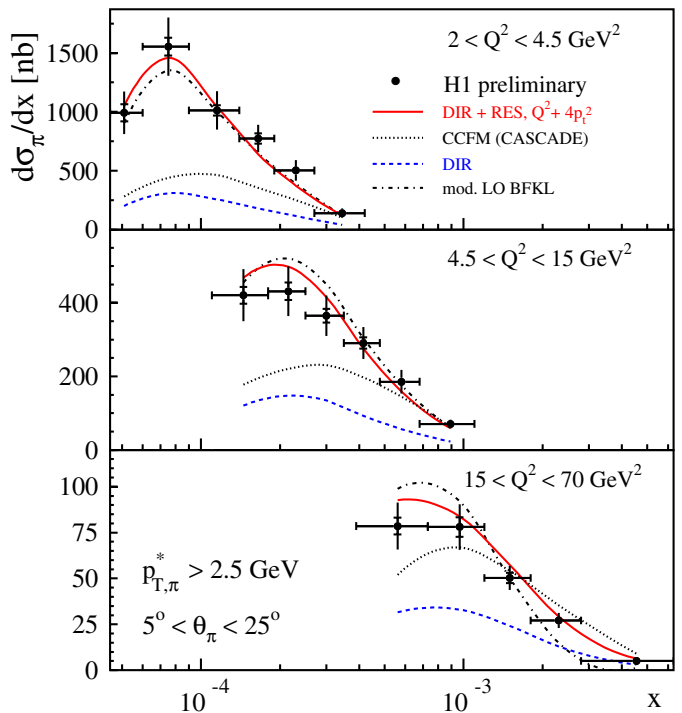 dσπ/dx [nb]
2 < Q² < 4.5 GeV²
1500
1000
500
0
H1 preliminary
DIR + RES, Q²+ 4pₜ²
CCFM (CASCADE)
DIR
mod. LO BFKL
4.5 < Q² < 15 GeV²
400
200
0
15 < Q² < 70 GeV²
100
75
50
25
0
p*T,π > 2.5 GeV
5° < θπ < 25°
10⁻⁴ 10⁻³ x